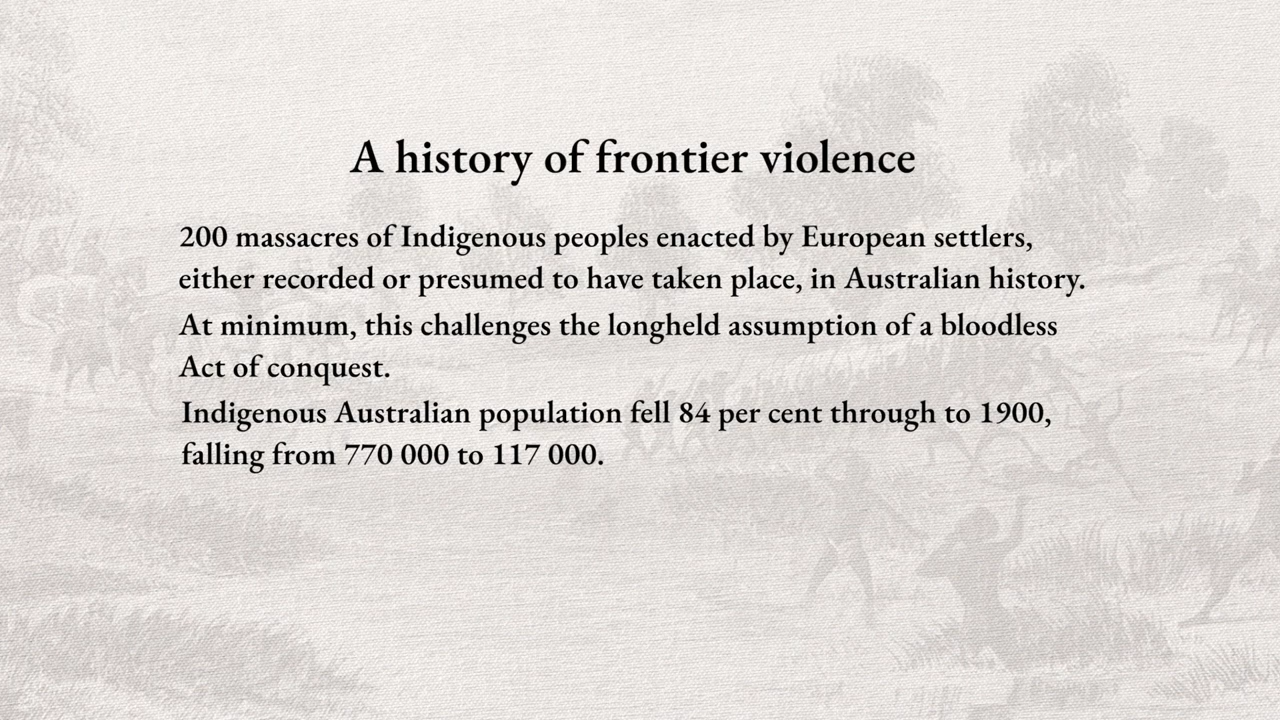 A history of frontier violence
200 massacres of Indigenous peoples enacted by European settlers,
either recorded or presumed to have taken place, in Australian history.
At minimum, this challenges the longheld assumption of a bloodless
Act of conquest.
Indigenous Australian population fell 84 per cent through to 1900,
falling from 770 000 to 117 000.